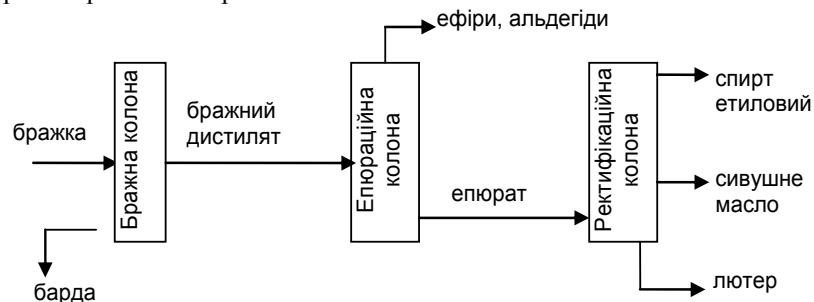 ефіри, альдегіди
бражка
Бражна колона
бражний
дистилят
Епюраційна
колона
епюрат
Ректифікаційна
колона
спирт
етиловий
сивушне
масло
лютер
барда